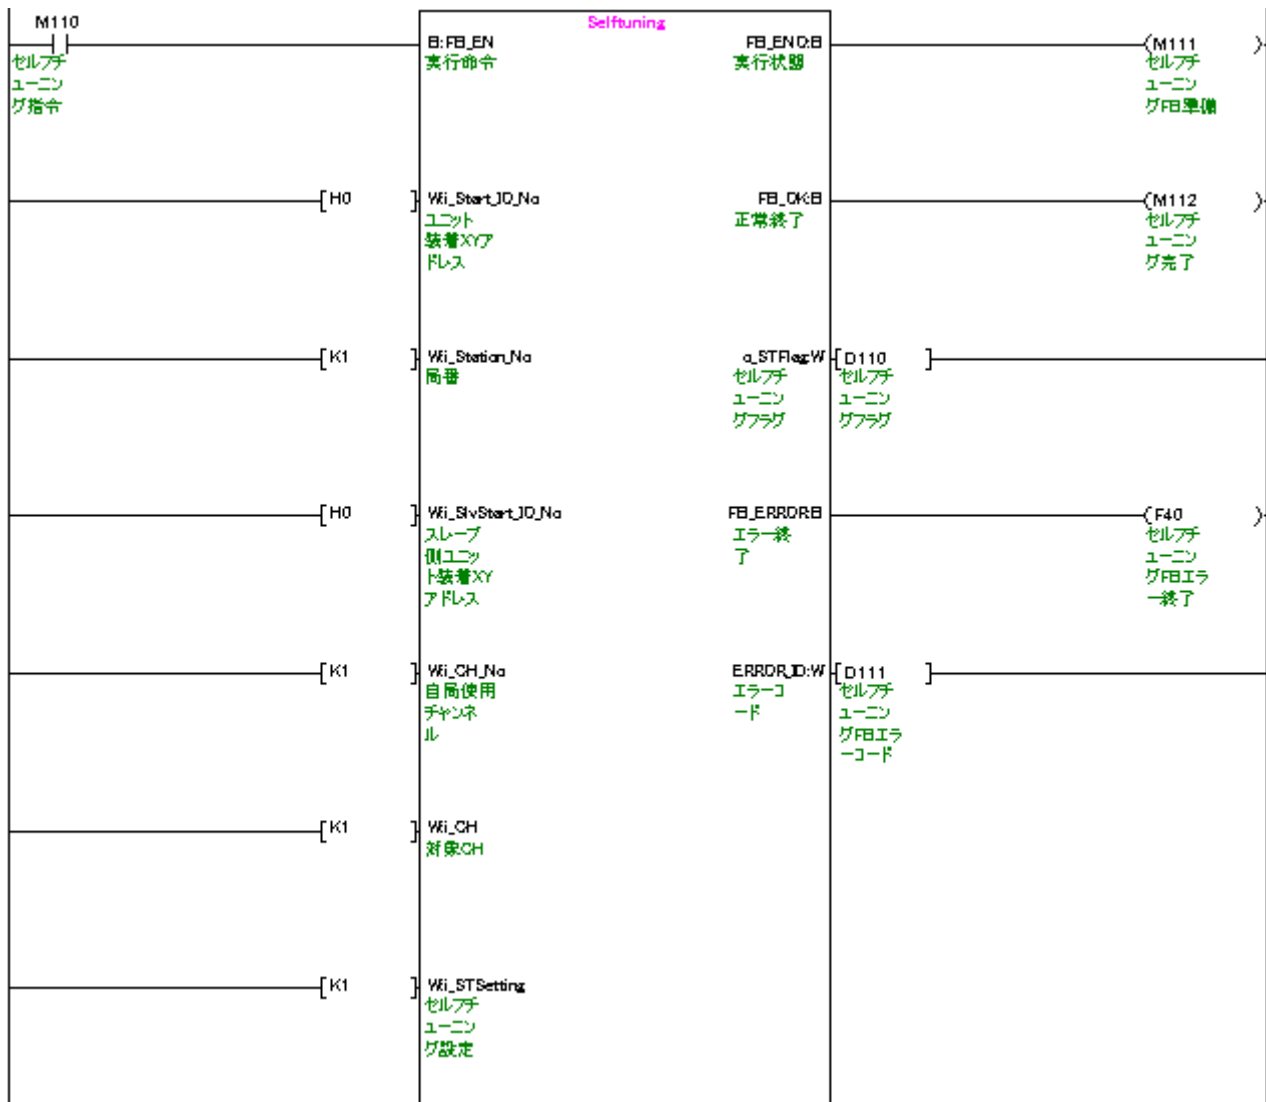 Selftuning
M110
セルフチ
ューニン
グ指令
B:FB_EN
実行命令
FB_ENO:B
実行状態
M111
セルフチ
ューニン
グFB準備
H0
W:i_Start_IO_No
ユニット
装着XYア
ドレス
FB_OK:B
正常終了
M112
セルフチ
ューニン
グ完了
K1
W:i_Station_No
局番
o_STFlag:W
セルフチ
ューニン
グフラグ
D110
セルフチ
ューニン
グフラグ
H0
W:i_SlvStart_IO_No
スレーブ
側ユニッ
ト装着XY
アドレス
FB_ERROR:B
エラー終
了
F40
セルフチ
ューニン
グFBエラ
ー終了
K1
W:i_CH_No
自局使用
チャンネ
ル
ERROR_ID:W
エラーコ
ード
D111
セルフチ
ューニン
グFBエラ
ーコード
K1
W:i_CH
対象CH
K1
W:i_STSetting
セルフチ
ューニン
グ設定